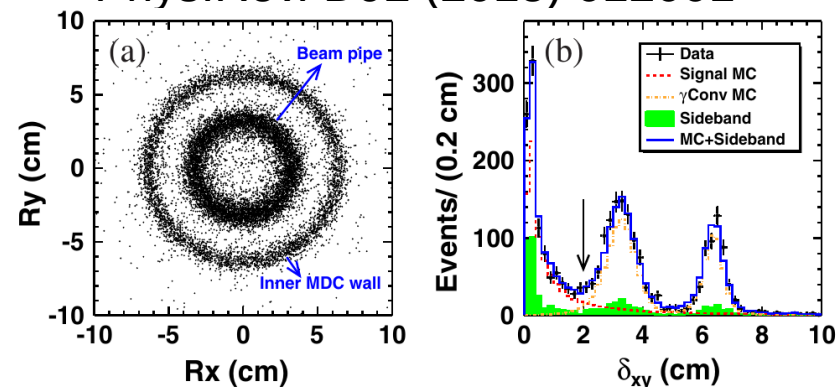 (a)
Beam pipe
Inner MDC wall
10
5
0
-5
-10
Ry (cm)
-10 -5 0 5 10
Rx (cm)
(b)
Data
Signal MC
γConv MC
Sideband
MC+Sideband
300
200
100
0
Events/ (0.2 cm)
0 2 4 6 8 10
δxy (cm)